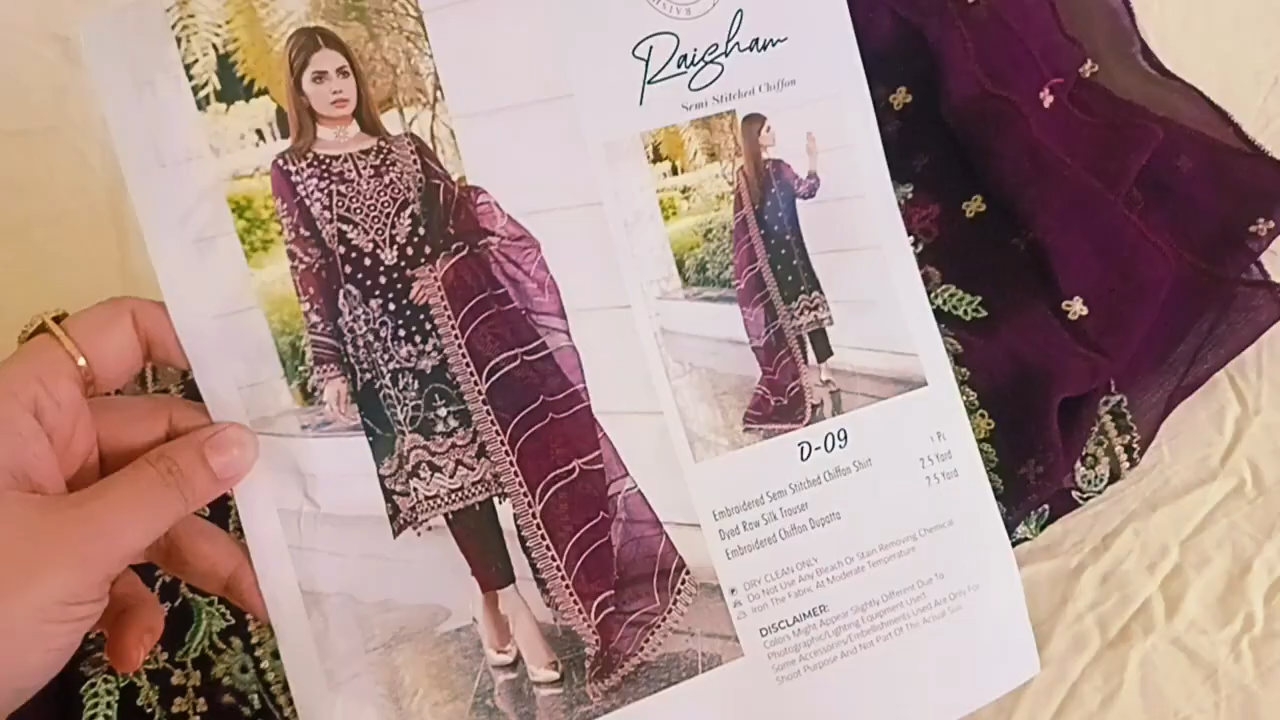 Raisham
Semi Stitched Chiffon
D-09
Embroidered Semi Stitched Chiffon Shirt 1 Pc
Dyed Raw Silk Trouser 2.5 Yard
Embroidered Chiffon Dupatta 2.5 Yard
DRY CLEAN ONLY
Do Not Use Any Bleach Or Stain Removing Chemical
Iron The Fabric At Moderate Temperature
DISCLAIMER:
Colors Might Appear Slightly Different Due To
Photographic/Lighting Equipment Used.
Some Accessories/Embellishments Used Are Only For
Shoot Purpose And Not Part Of The Actual Suit